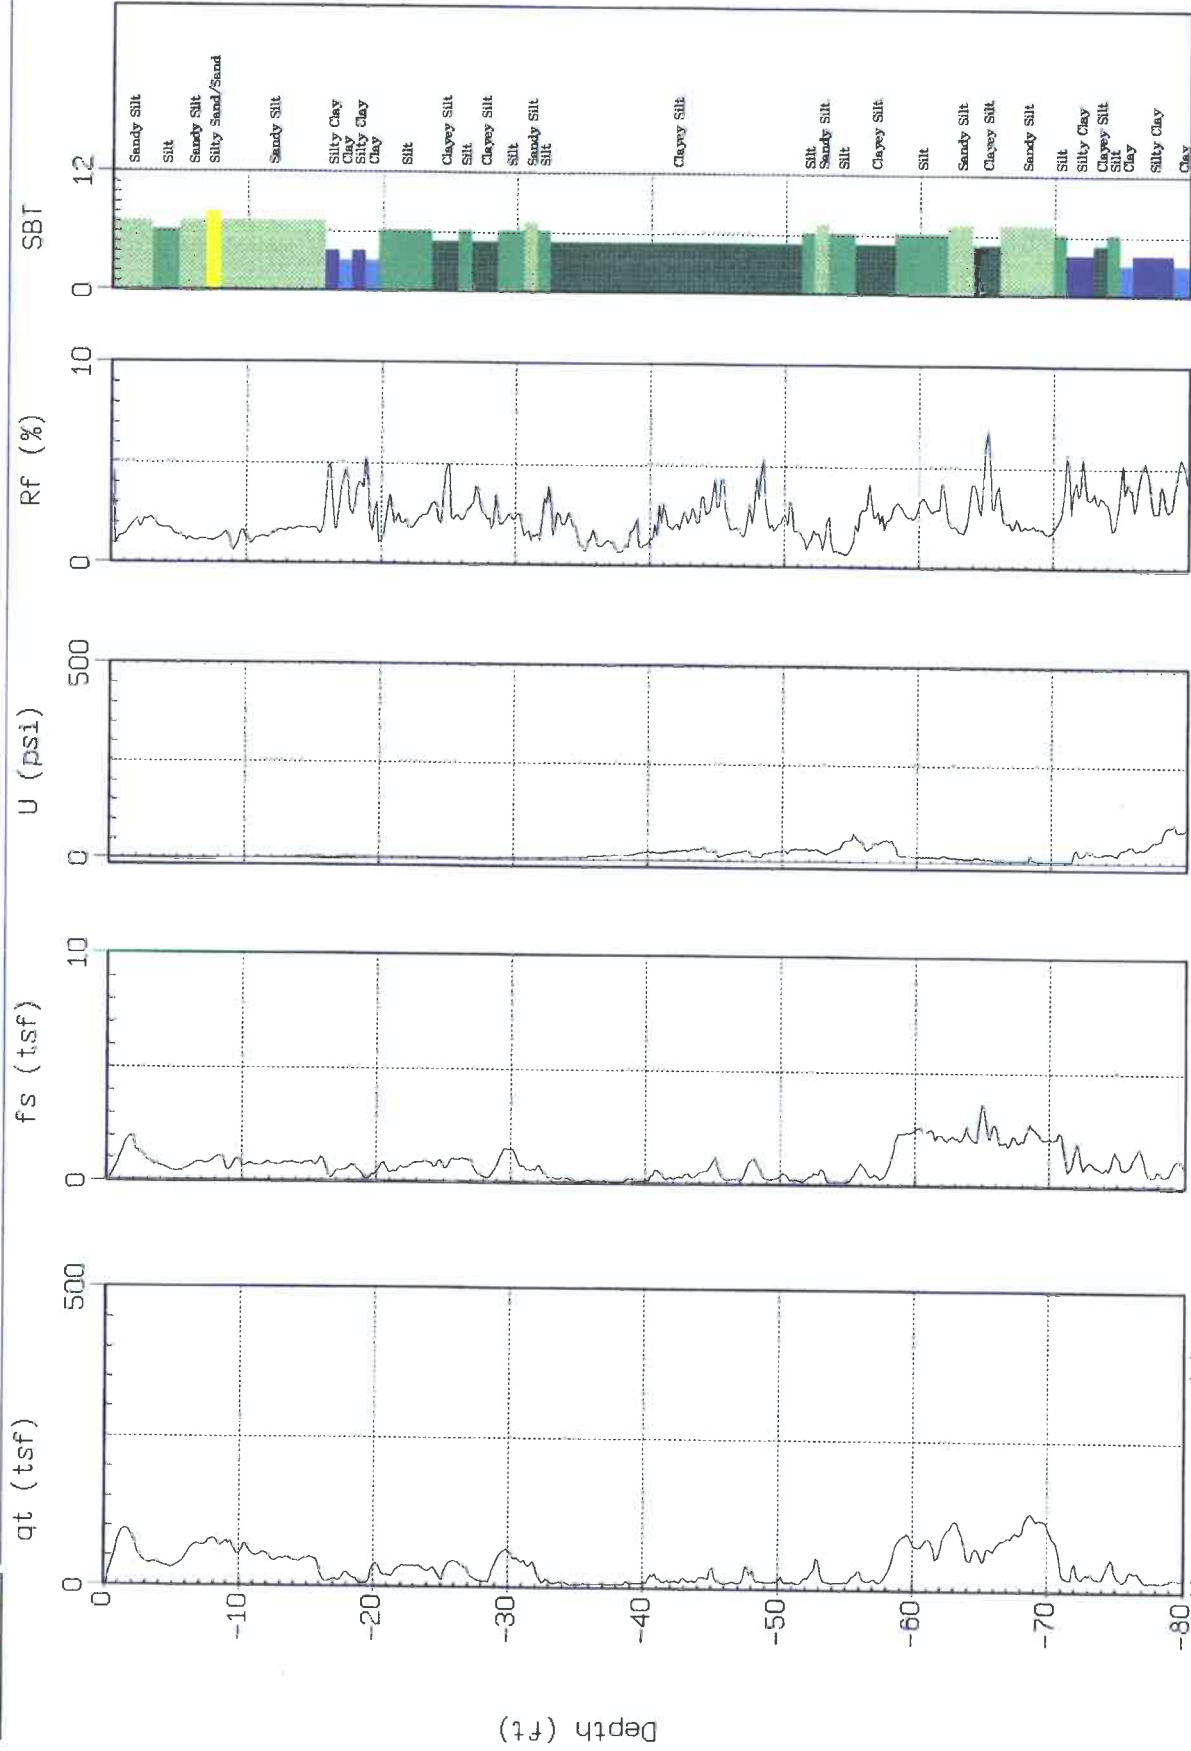 qt (tsf)
fs (tsf)
U (psi)
Rf (%)
SBT
0
500
0
10
0
500
0
10
0
12
Depth (ft)
0
-10
-20
-30
-40
-50
-60
-70
-80
Sandy Silt
Silt
Sandy Silt
Silty Sand/Sand
Sandy Silt
Silty Clay
Clay
Silty Clay
Clay
Silt
Clayey Silt
Silt
Clayey Silt
Silt
Sandy Silt
Silt
Clayey Silt
Silt
Sandy Silt
Silt
Clayey Silt
Silt
Sandy Silt
Clayey Silt
Sandy Silt
Silt
Silty Clay
Clayey Silt
Silt
Clay
Silty Clay
Clay